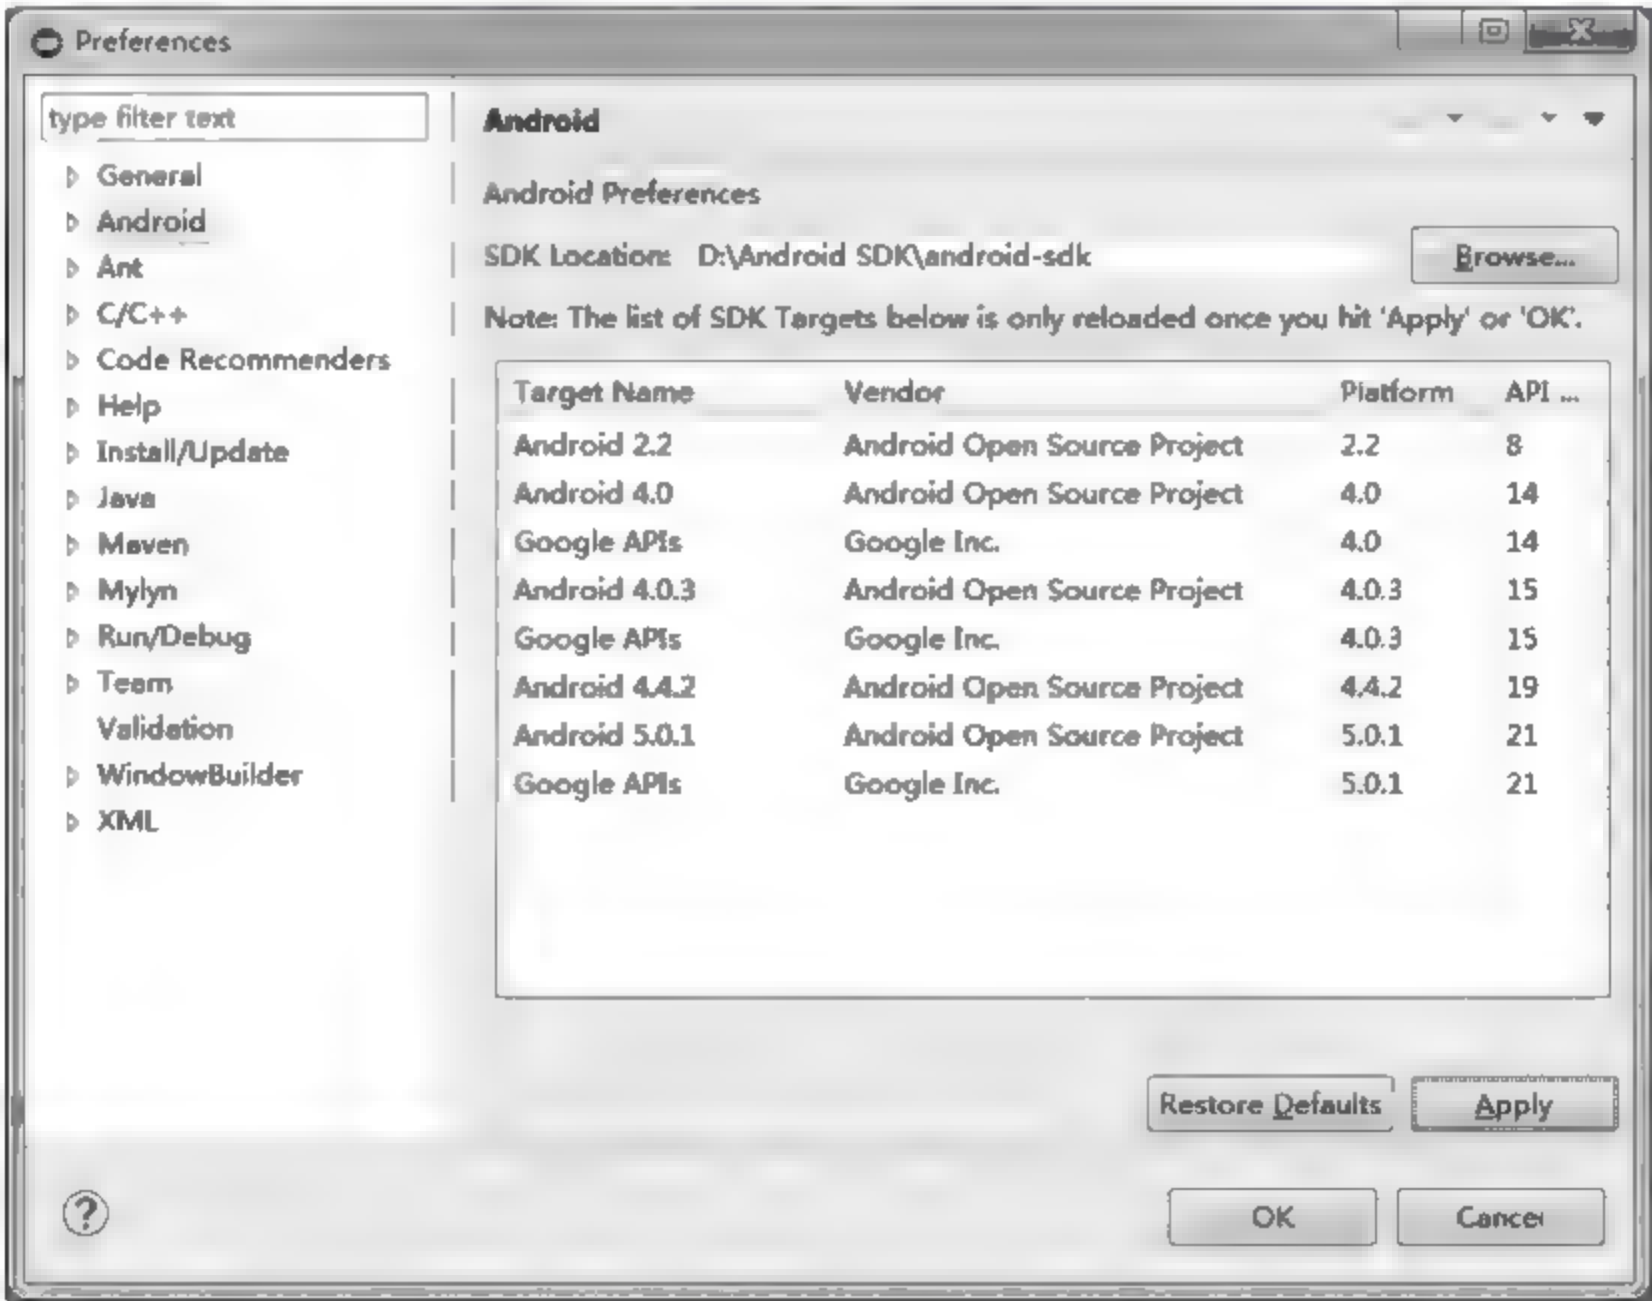 Preferences
type filter text
General
Android
Ant
C/C++
Code Recommenders
Help
Install/Update
Java
Maven
Mylyn
Run/Debug
Team
Validation
WindowBuilder
XML
Android
Android Preferences
SDK Location: D:\Android SDK\android-sdk Browse...
Note: The list of SDK Targets below is only reloaded once you hit 'Apply' or 'OK'.
Target Name Vendor Platform API ...
Android 2.2 Android Open Source Project 2.2 8
Android 4.0 Android Open Source Project 4.0 14
Google APIs Google Inc. 4.0 14
Android 4.0.3 Android Open Source Project 4.0.3 15
Google APIs Google Inc. 4.0.3 15
Android 4.4.2 Android Open Source Project 4.4.2 19
Android 5.0.1 Android Open Source Project 5.0.1 21
Google APIs Google Inc. 5.0.1 21
Restore Defaults Apply
? OK Cancel